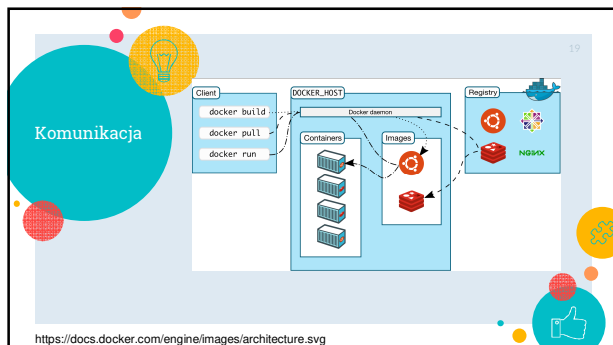 19
Komunikacja
Client
docker build
docker pull
docker run
DOCKER_HOST
Docker daemon
Containers
Images
Registry
NGINX
https://docs.docker.com/engine/images/architecture.svg